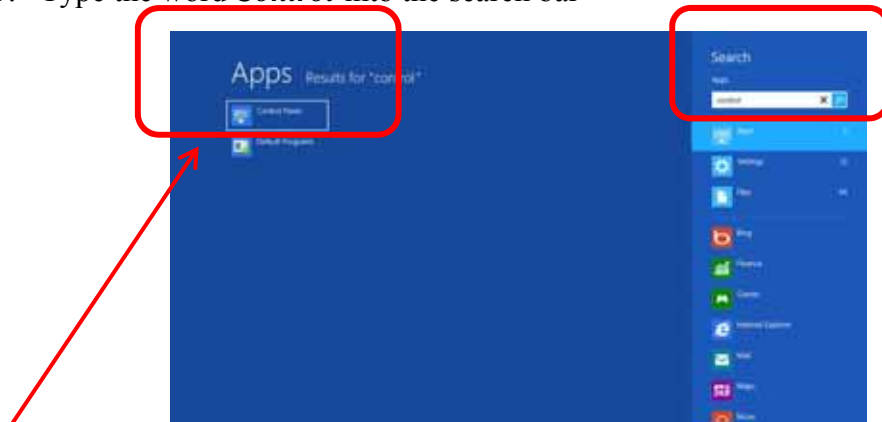 Type the word Control into the search bar
Apps Results for "control"
Control Panel
Default Programs
Search
Apps
control
Apps
Settings
Files
Bing
Finance
Games
Internet Explorer
Mail
Maps